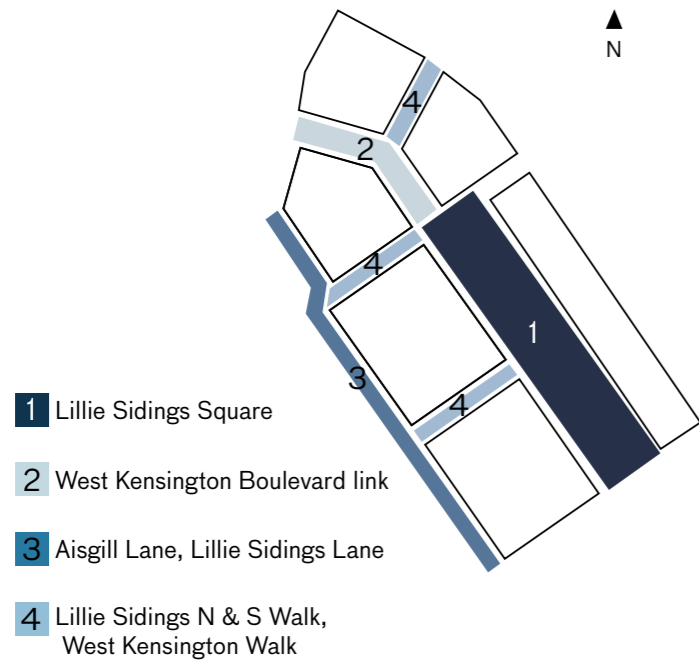 N
4
2
4
1
3
4
1 Lillie Sidings Square
2 West Kensington Boulevard link
3 Aisgill Lane, Lillie Sidings Lane
4 Lillie Sidings N & S Walk,
West Kensington Walk